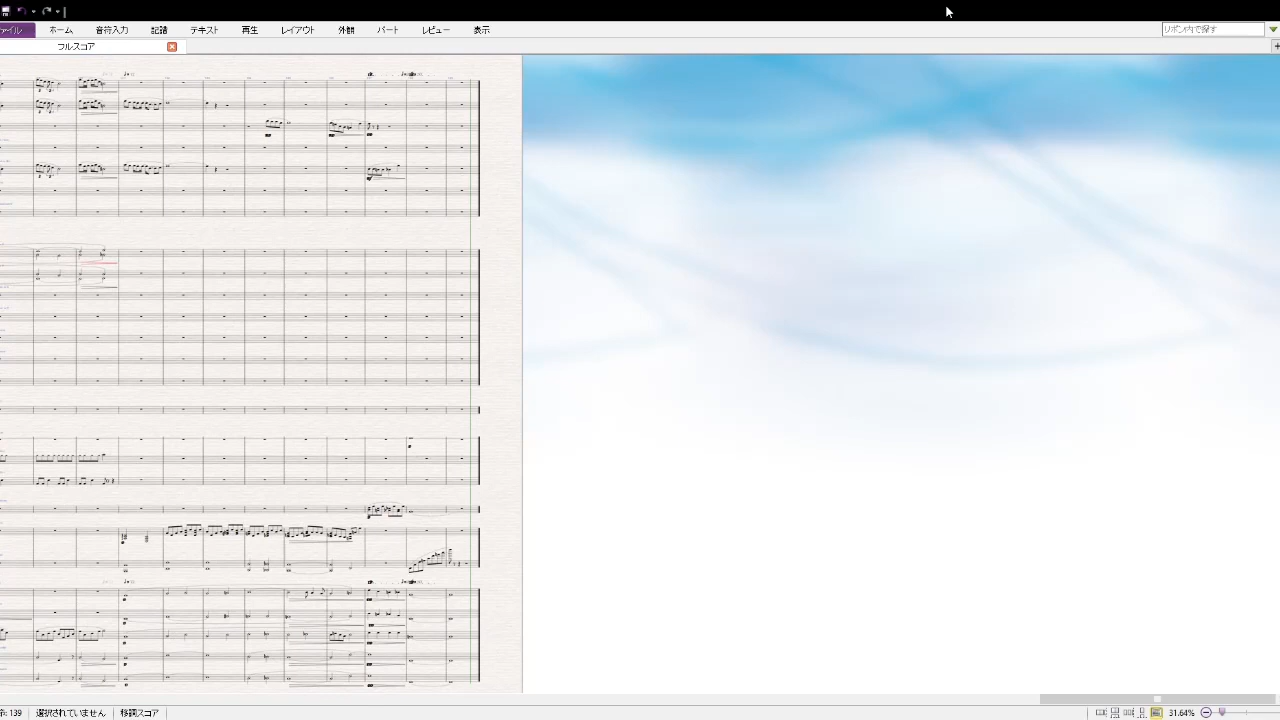 ァイル ホーム 音符入力 記譜 テキスト 再生 レイアウト 外観 パート レビュー 表示 リボン内で探す
フルスコア
:139 選択されていません 移調スコア 31.64%